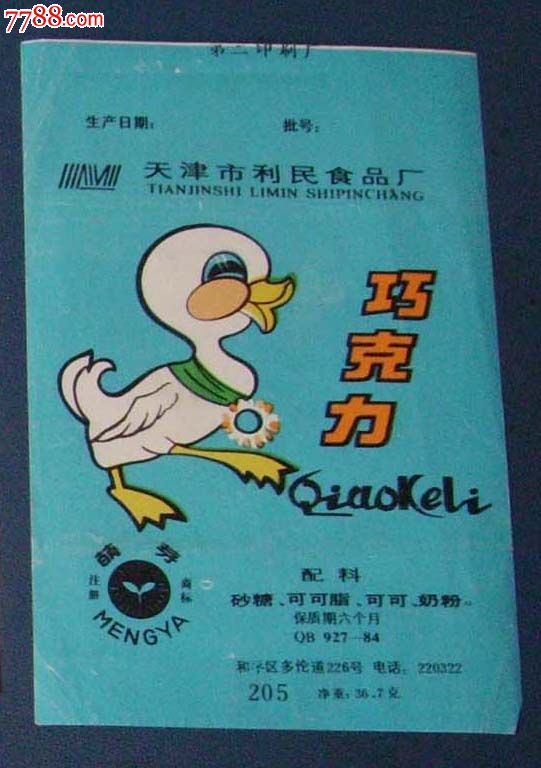 7788.com
第二印刷厂
生产日期: 批号:
天津市利民食品厂
TIANJINSHI LIMIN SHIPINCHANG
巧克力
QiaoKeLi
萌芽
注册 商标
MENGYA
配料
砂糖、可可脂、可可、奶粉。
保质期六个月
QB 927—84
和平区多伦道226号 电话: 220322
205 净重: 36.7克